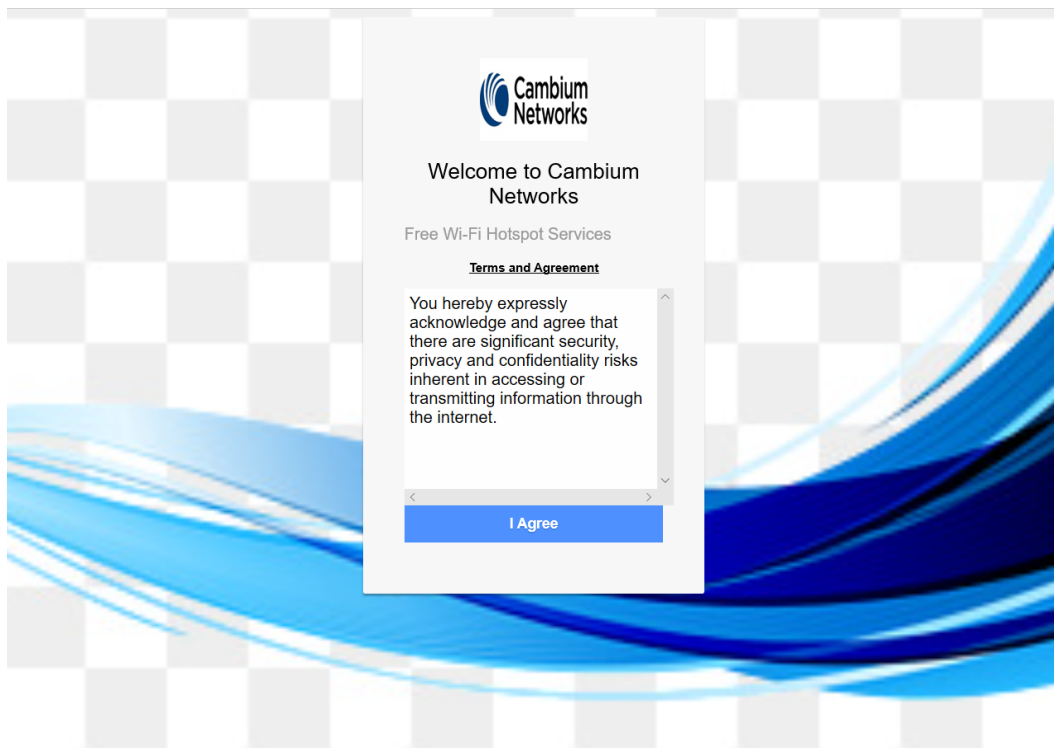 Cambium
Networks
Welcome to Cambium
Networks
Free Wi-Fi Hotspot Services
Terms and Agreement
You hereby expressly
acknowledge and agree that
there are significant security,
privacy and confidentiality risks
inherent in accessing or
transmitting information through
the internet.
I Agree